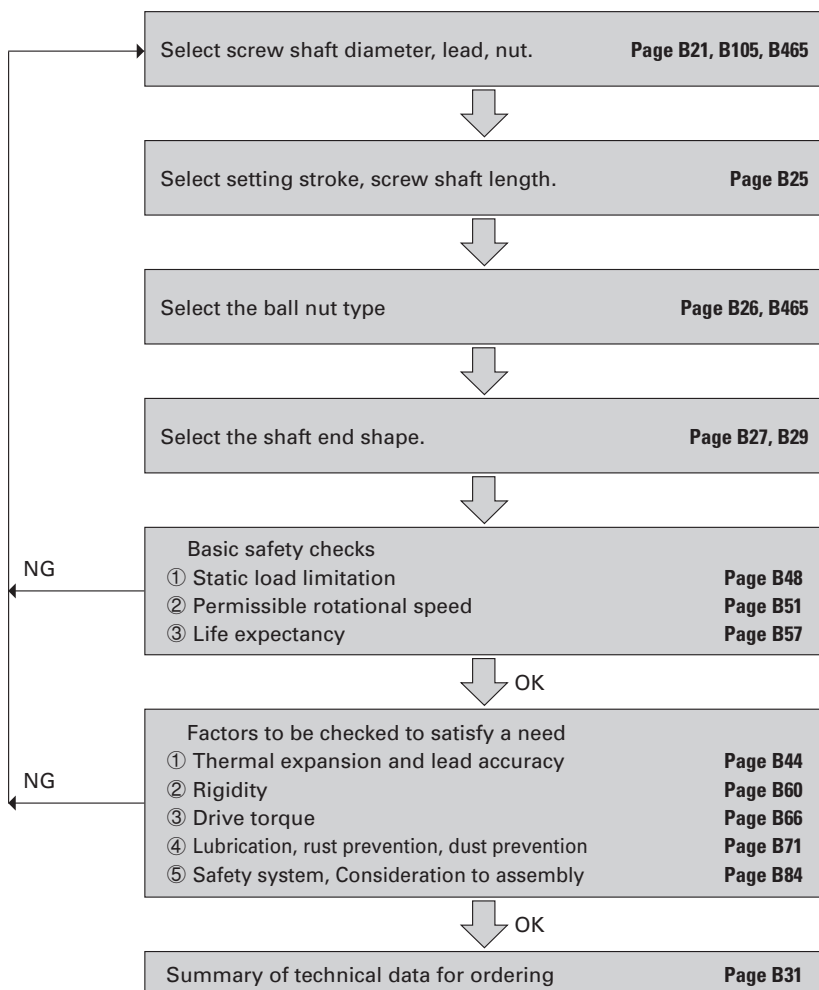 Select screw shaft diameter, lead, nut. Page B21, B105, B465
Select setting stroke, screw shaft length. Page B25
Select the ball nut type Page B26, B465
Select the shaft end shape. Page B27, B29
Basic safety checks
NG
① Static load limitation Page B48
② Permissible rotational speed Page B51
③ Life expectancy Page B57
OK
Factors to be checked to satisfy a need
① Thermal expansion and lead accuracy Page B44
NG
② Rigidity Page B60
③ Drive torque Page B66
④ Lubrication, rust prevention, dust prevention Page B71
⑤ Safety system, Consideration to assembly Page B84
OK
Summary of technical data for ordering Page B31